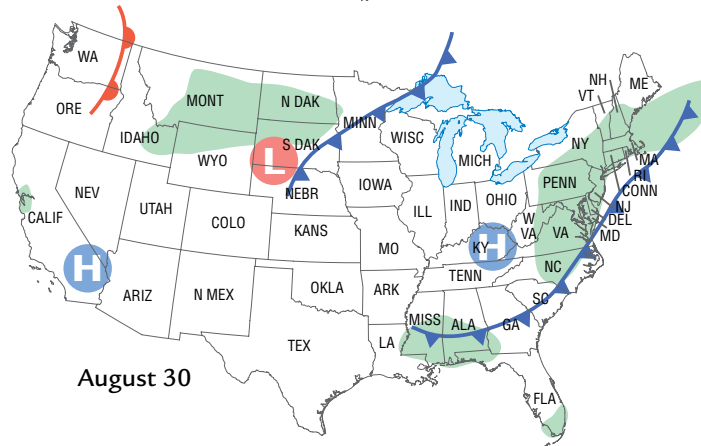 WA
ORE
IDAHO
MONT
N DAK
S DAK
WYO
NEBR
MINN
WISC
MICH
IOWA
ILL
IND
OHIO
NY
PENN
NH
VT
ME
MA
RI
CONN
NJ
DEL
MD
W
VA
VA
KY
NC
TENN
SC
GA
ALA
MISS
LA
ARK
MO
KANS
OKLA
TEX
N MEX
COLO
UTAH
NEV
CALIF
ARIZ
FLA
L
H
H
August 30